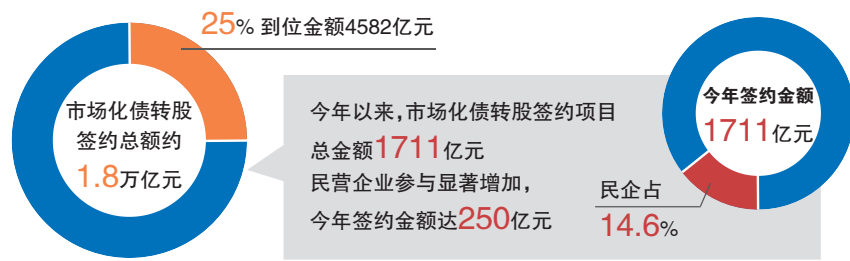 25% 到位金额4582亿元
市场化债转股
签约总额约
1.8万亿元
今年以来,市场化债转股签约项目
总金额1711亿元
民营企业参与显著增加,
今年签约金额达250亿元
今年签约金额
1711亿元
民企占
14.6%